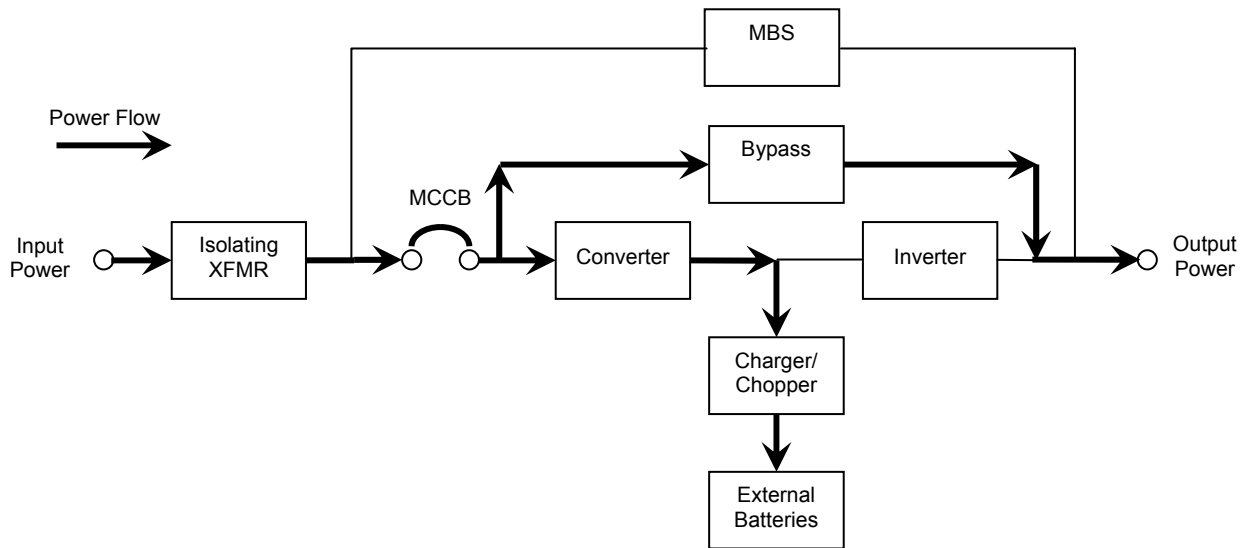 MBS
Power Flow
Bypass
MCCB
Input
Power
Isolating
XFMR
Converter
Inverter
Output
Power
Charger/
Chopper
External
Batteries